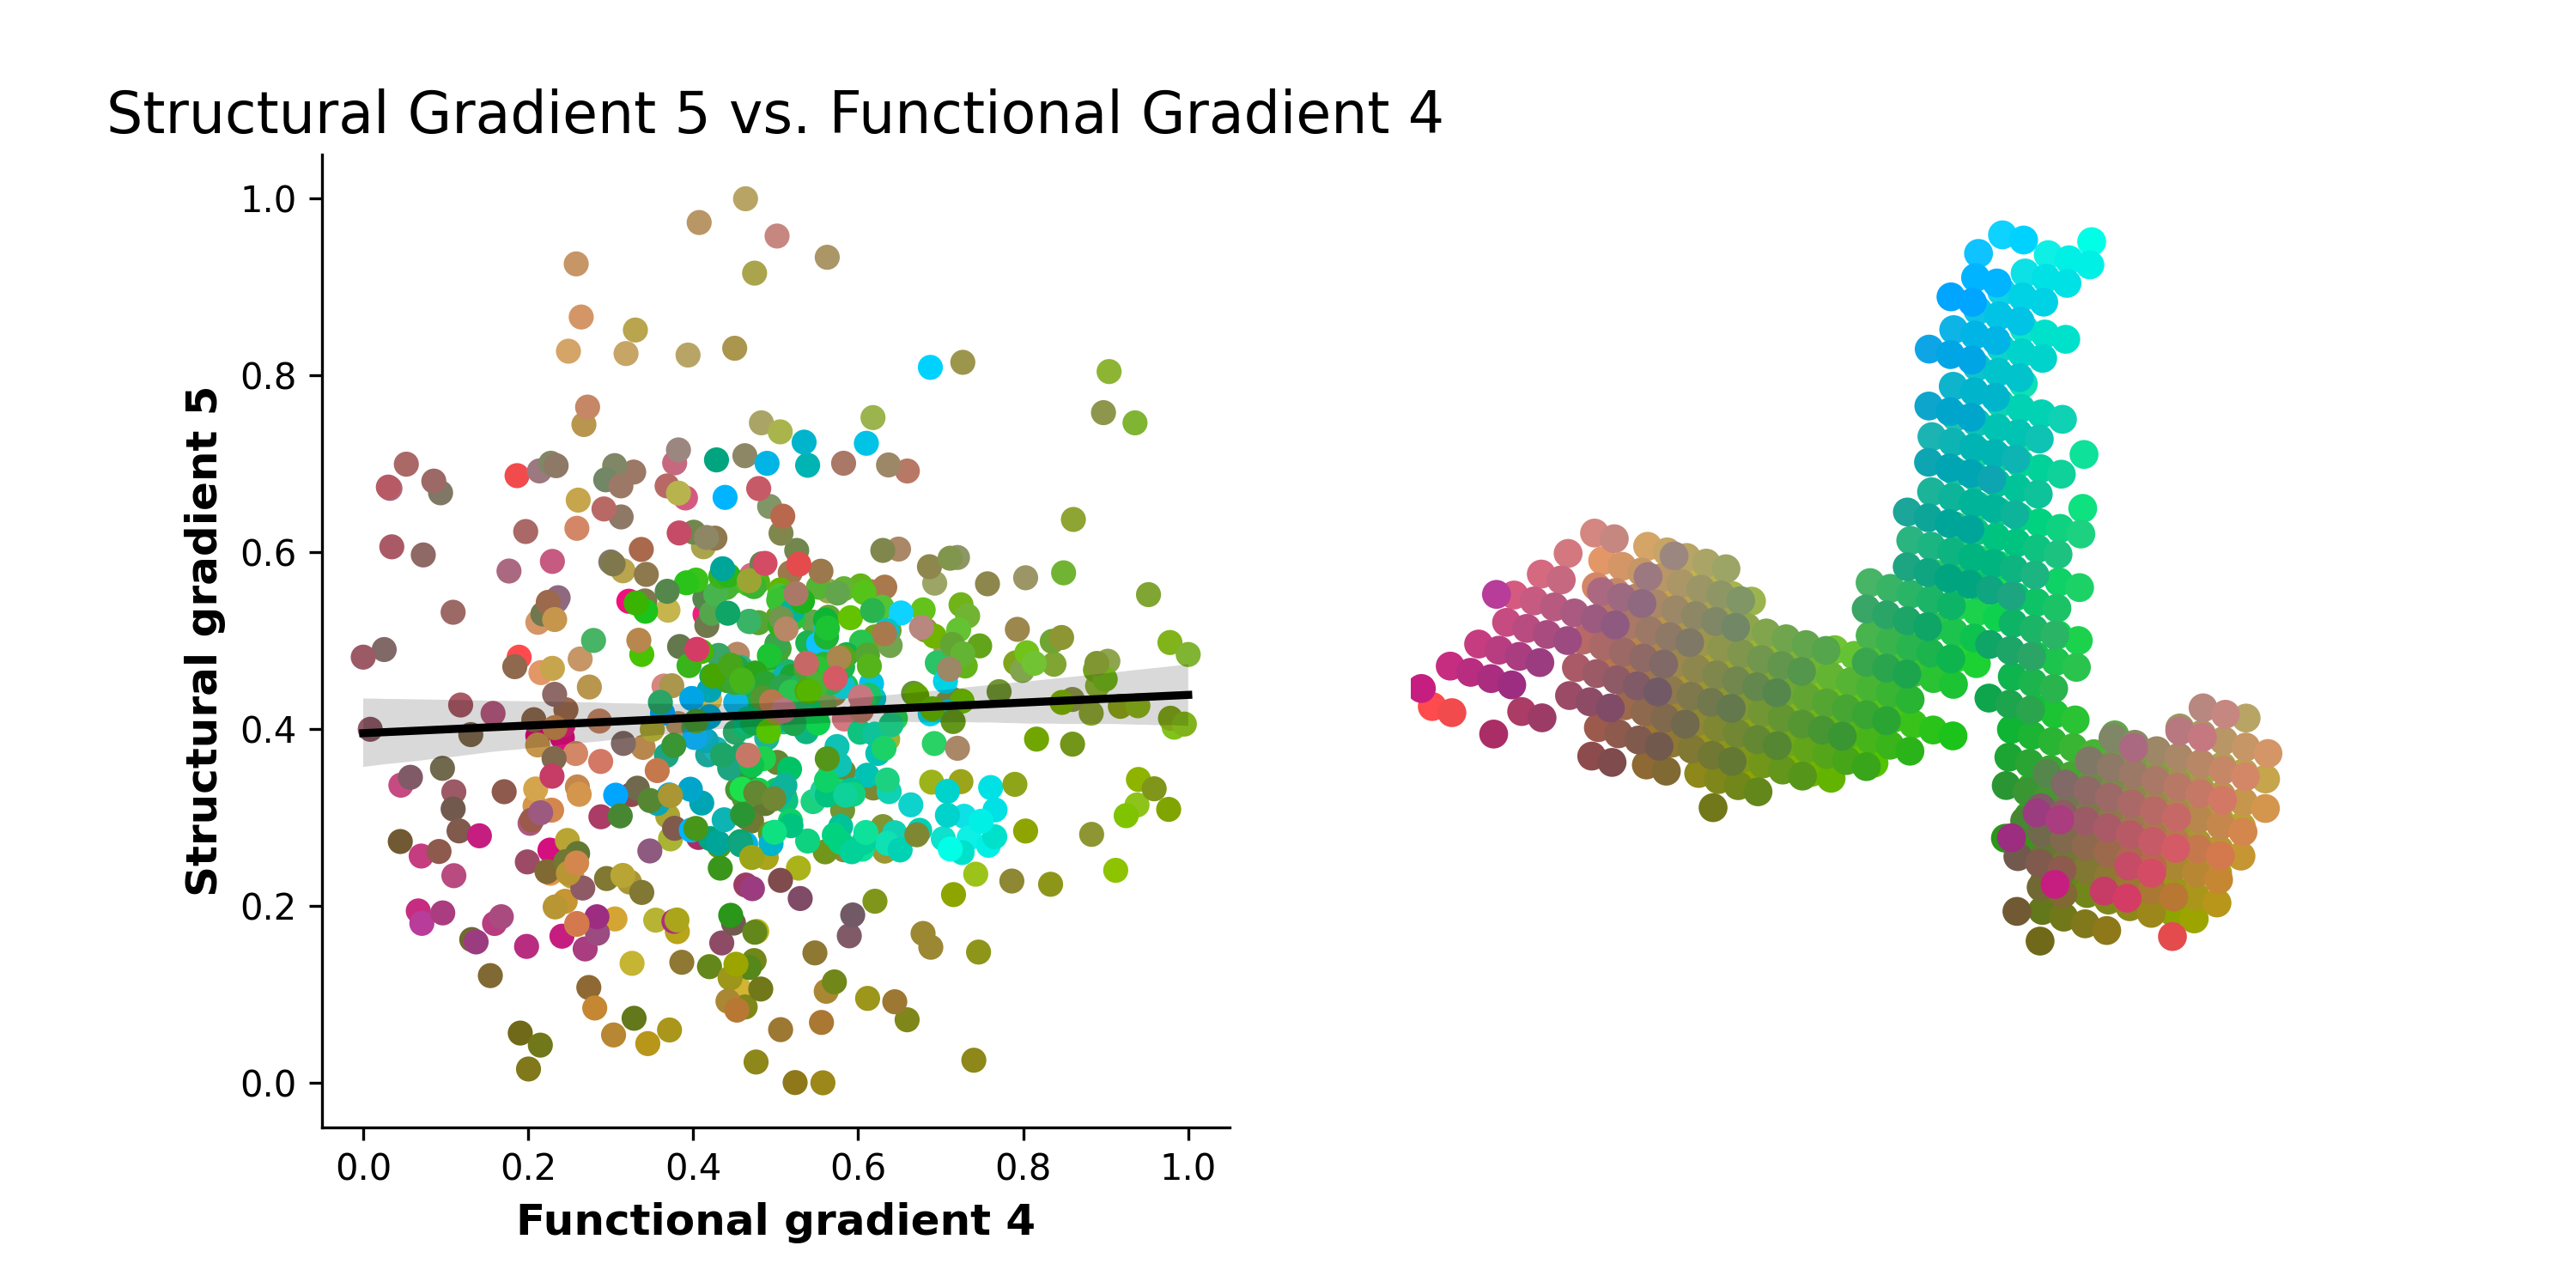 Structural Gradient 5 vs. Functional Gradient 4
1.0
0.8
0.6
0.4
0.2
0.0
Structural gradient 5
0.0 0.2 0.4 0.6 0.8 1.0
Functional gradient 4